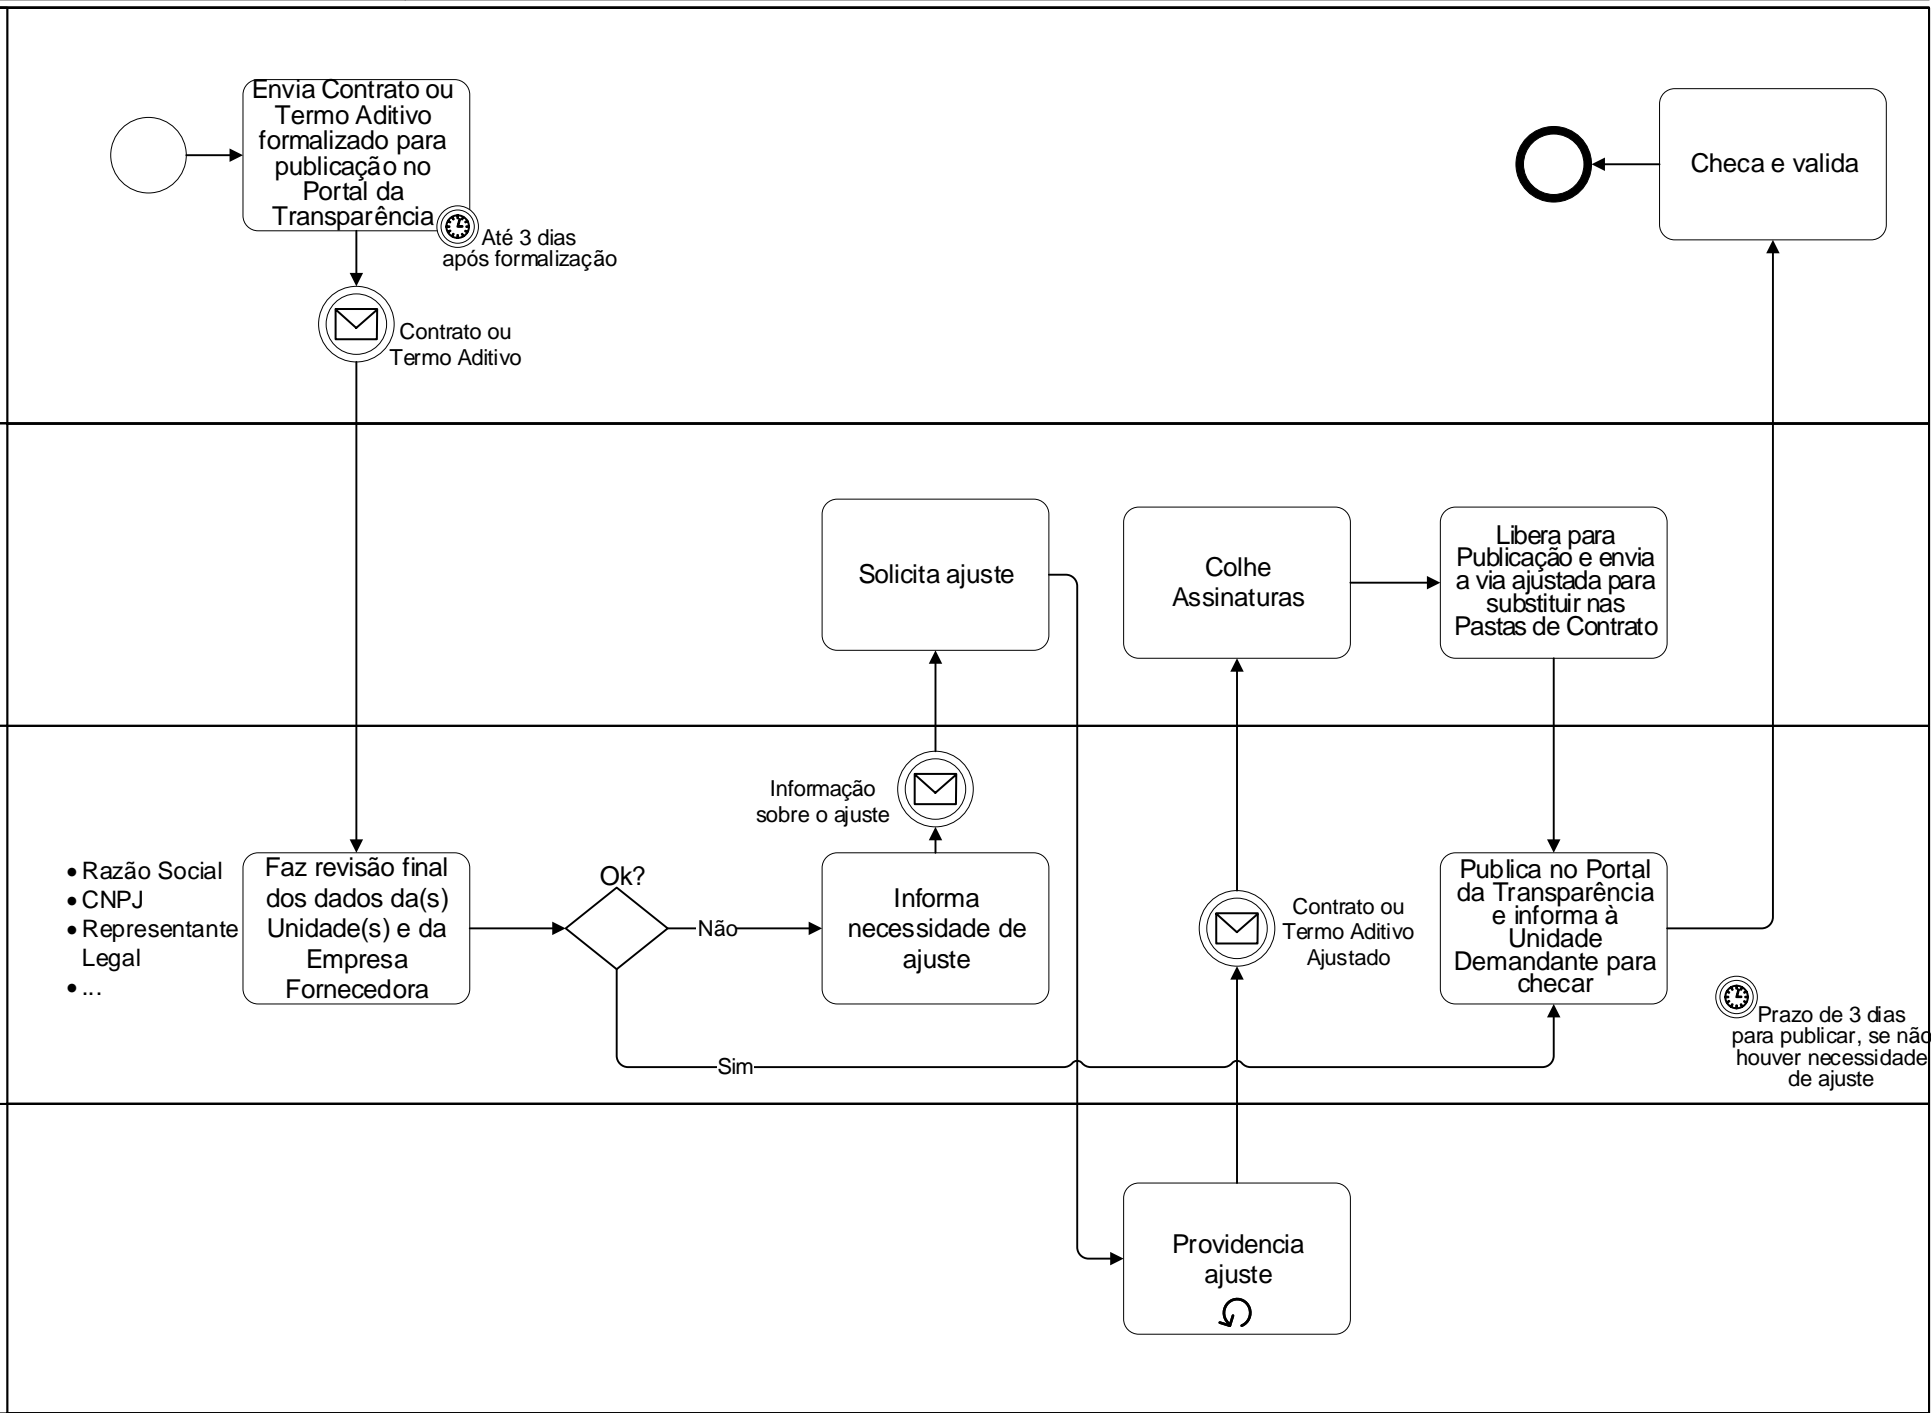 Envia Contrato ou
Termo Aditivo
formalizado para
publicação no
Portal da
Transparência
Até 3 dias
após formalização
Contrato ou
Termo Aditivo
Checa e valida
Solicita ajuste
Colhe
Assinaturas
Libera para
Publicação e envia
a via ajustada para
substituir nas
Pastas de Contrato
Informação
sobre o ajuste
• Razão Social
• CNPJ
• Representante
Legal
• ...
Faz revisão final
dos dados da(s)
Unidade(s) e da
Empresa
Fornecedora
Ok?
Não
Informa
necessidade de
ajuste
Contrato ou
Termo Aditivo
Ajustado
Publica no Portal
da Transparência
e informa à
Unidade
Demandante para
checar
Prazo de 3 dias
para publicar, se não
houver necessidade
de ajuste
Sim
Providencia
ajuste